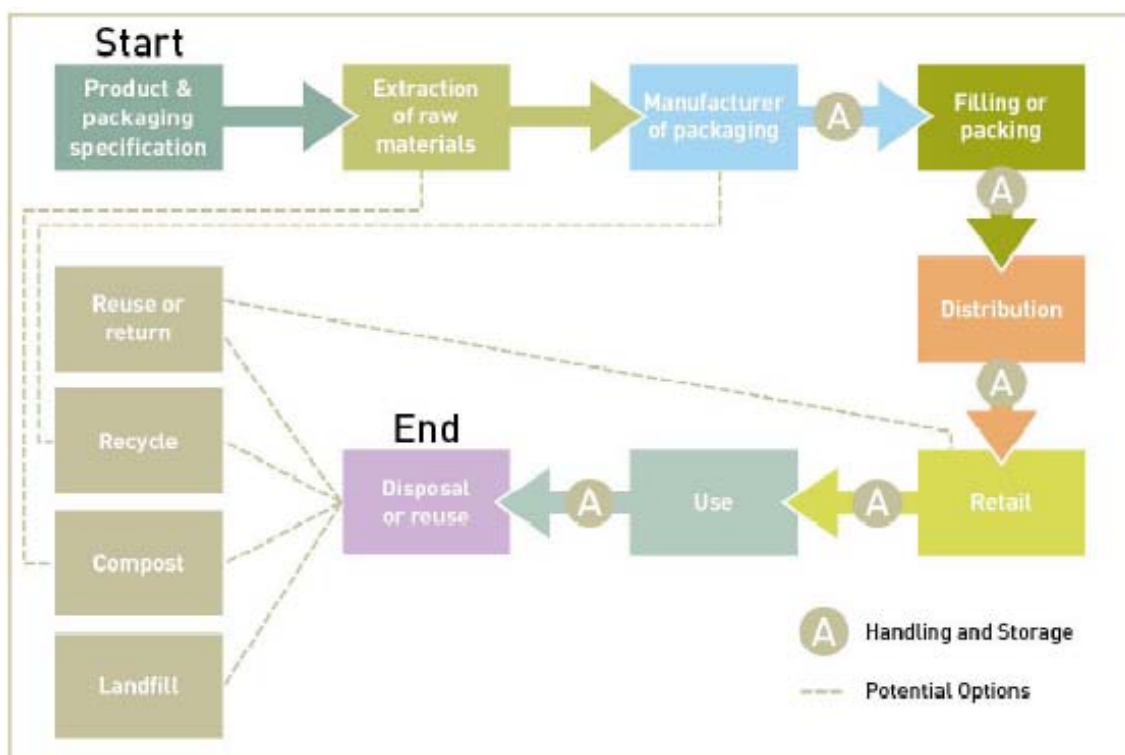 Start
Product &
packaging
specification
Extraction
of raw
materials
Manufacturer
of packaging
A
Filling or
packing
A
Distribution
A
Retail
A
Use
A
End
Disposal
or reuse
Reuse or
return
Recycle
Compost
Landfill
A Handling and Storage
Potential Options